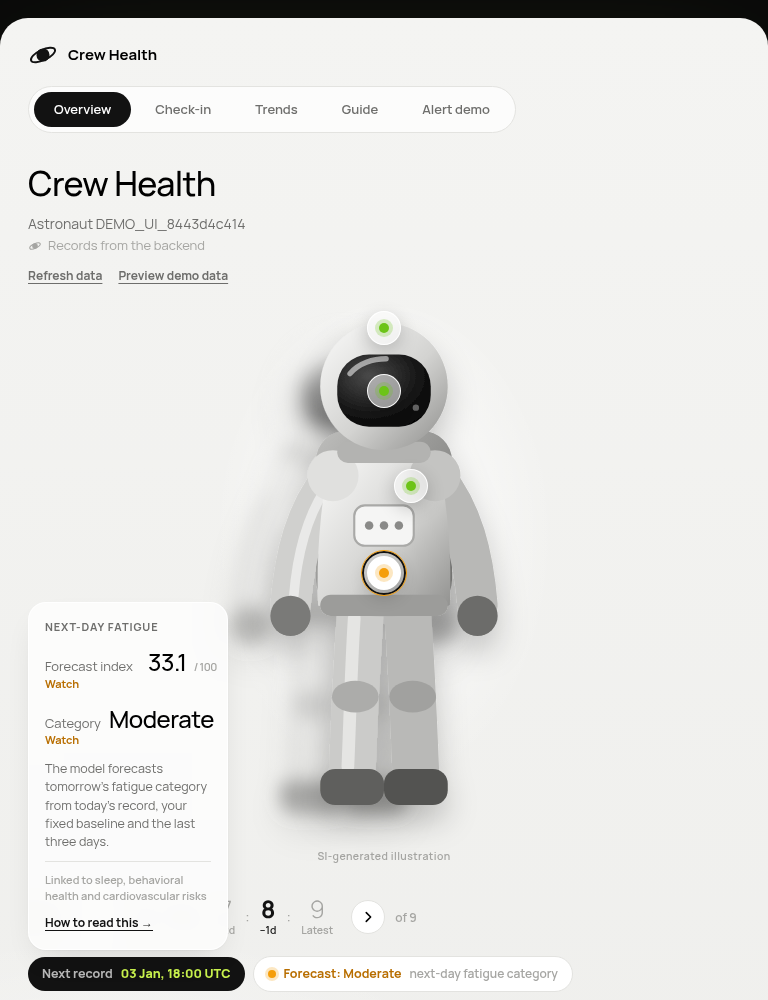 Crew Health
Overview
Check-in
Trends
Guide
Alert demo
Crew Health
Astronaut DEMO_UI_8443d4c414
Records from the backend
Refresh data
Preview demo data
NEXT-DAY FATIGUE
Forecast index 33.1 /100
Watch
Category Moderate
Watch
The model forecasts
tomorrow's fatigue category
from today's record, your
fixed baseline and the last
three days.
Linked to sleep, behavioral
health and cardiovascular risks
How to read this →
SI-generated illustration
: 8 : 9
−1d Latest
of 9
Next record 03 Jan, 18:00 UTC
Forecast: Moderate next-day fatigue category